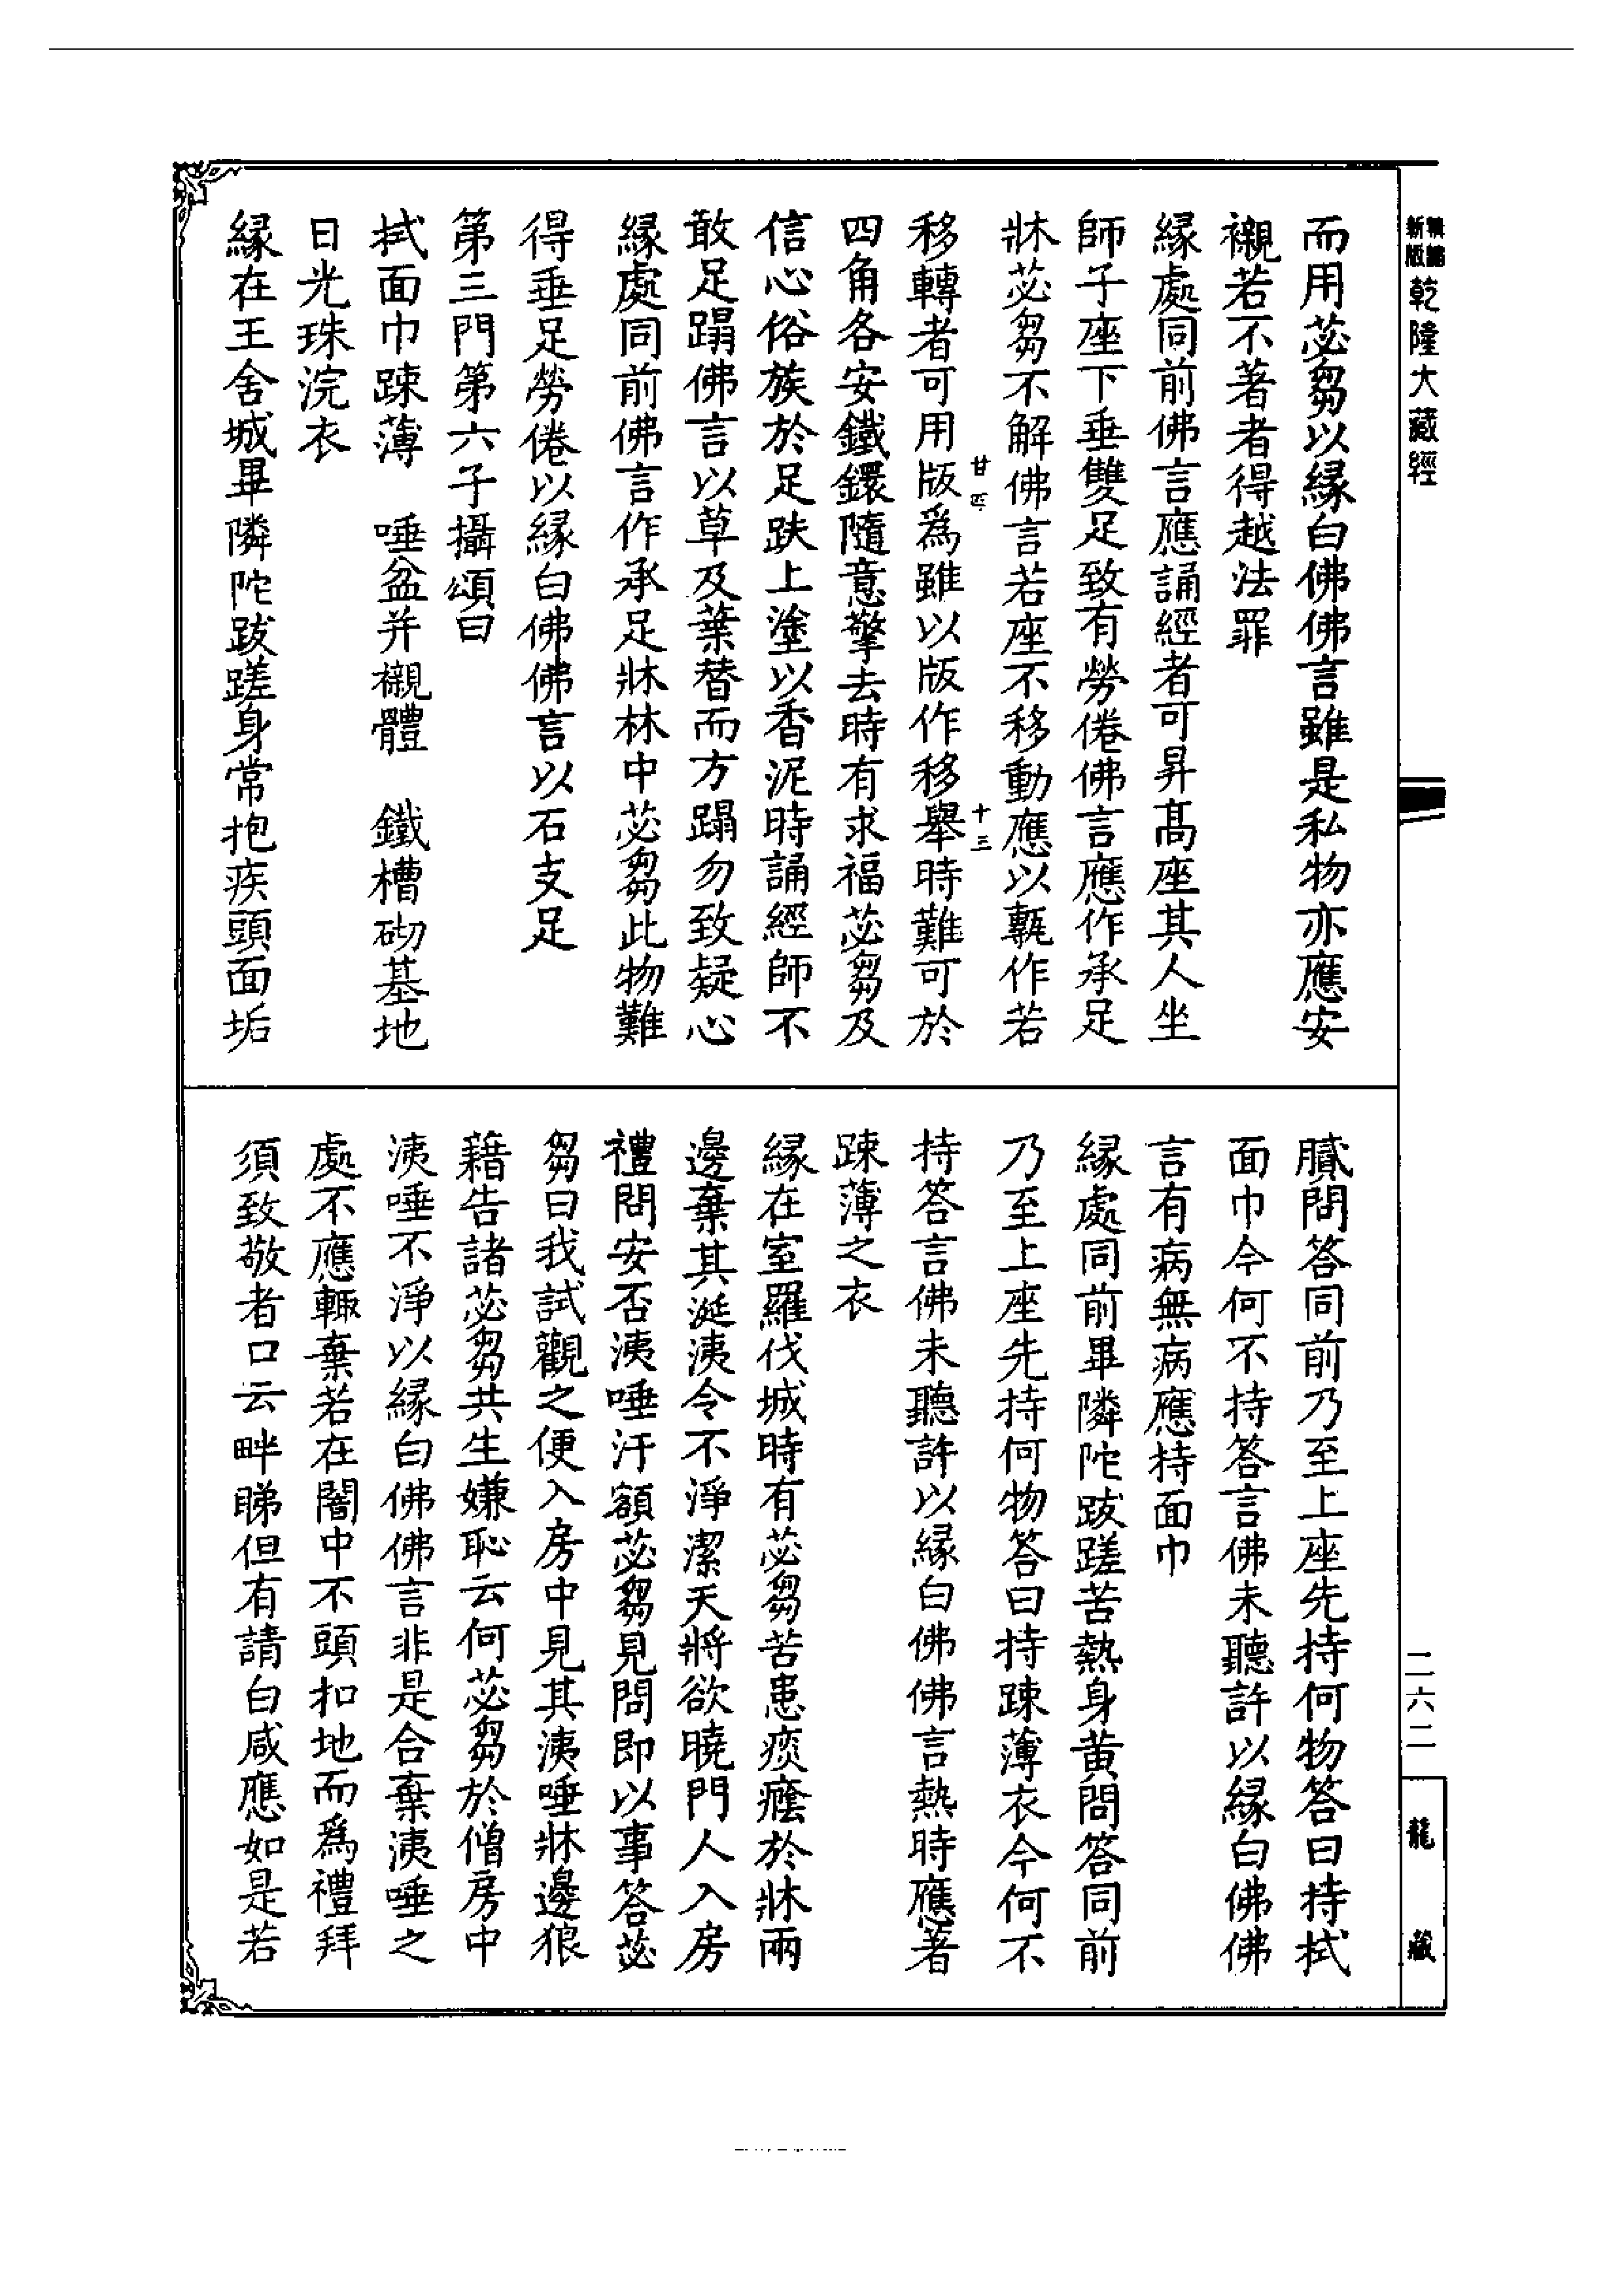 新版
乾隆大藏經
二六二
龍藏
而用苾芻以緣白佛佛言雖是私物亦應安
襯若不著者得越法罪
緣處同前佛言應誦經者可昇髙座其人坐
師子座下垂雙足致有勞倦佛言應作承足
牀苾芻不解佛言若座不移動應以甎作若
移轉者可用版爲雖以版作移舉時難可於
十三
四角各安鐵鐶隨意擎去時有求福苾芻及
信心俗族於足趺上塗以香泥時誦經師不
敢足蹋佛言以草及葉替而方蹋勿致疑心
緣處同前佛言作承足牀林中苾芻此物難
得垂足勞倦以緣白佛佛言以石支足
第三門第六子攝頌曰
拭面巾踈薄　唾盆并襯體　鐵槽砌基地
日光珠浣衣
緣在王舍城畢隣陀跋蹉身常抱疾頭面垢
膩問答同前乃至上座先持何物答曰持拭
面巾今何不持答言佛未聽許以緣白佛佛
言有病無病應持面巾
緣處同前畢隣陀跋蹉苦熱身黄問答同前
乃至上座先持何物答曰持踈薄衣今何不
持答言佛未聽許以緣白佛佛言熱時應著
踈薄之衣
緣在室羅伐城時有苾芻苦患痰癊於牀兩
邊棄其涎洟令不淨潔天將欲曉門人入房
禮問安否洟唾汙額苾芻見問即以事答苾
芻曰我試觀之便入房中見其洟唾牀邊狼
藉告諸苾芻共生嫌恥云何苾芻於僧房中
洟唾不淨以緣白佛佛言非是合棄洟唾之
處不應輙棄若在闇中不頭扣地而爲禮拜
須致敬者口云畔睇但有請白咸應如是若